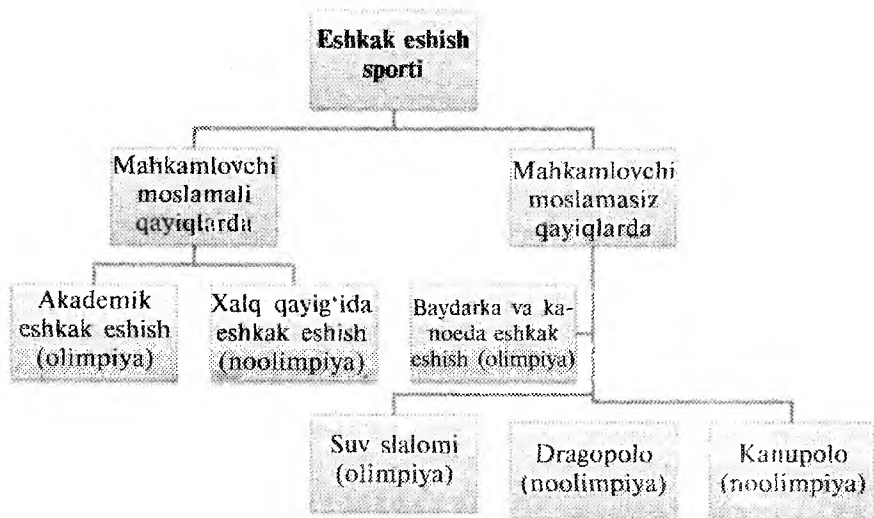 Eshkak eshish
sporti
Mahkamlovchi
moslamali
qayiqlarda
Mahkamlovchi
moslamasiz
qayiqlarda
Akademik
eshkak eshish
(olimpiya)
Xalq qayig‘ida
eshkak eshish
(noolimpiya)
Baydarka va ka-
noeda eshkak
eshish (olimpiya)
Suv slalomi
(olimpiya)
Dragopolo
(noolimpiya)
Kanupolo
(noolimpiya)